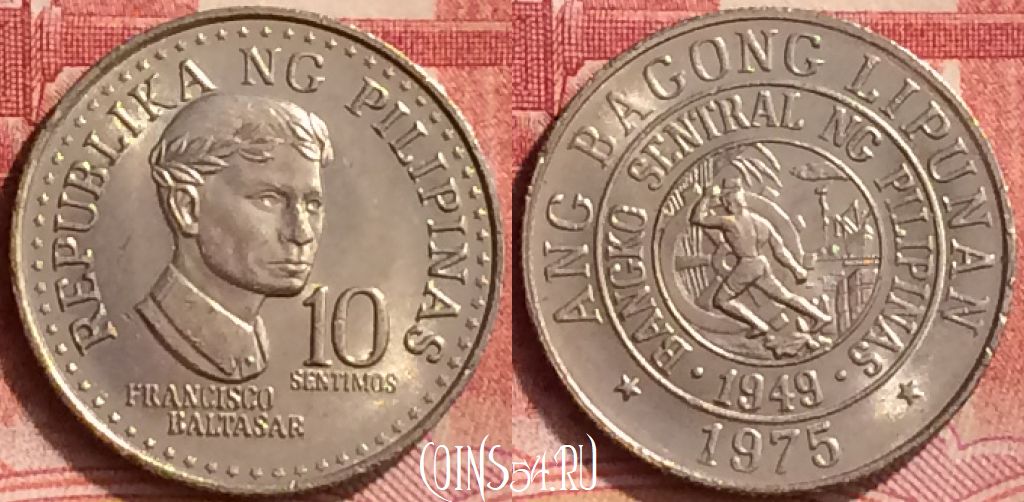 REPUBLIKA NG PILIPINAS
10
SENTIMOS
FRANCISCO
BALTASAR
ANG BAGONG LIPUNAN
BANGKO SENTRAL NG PILIPINAS
1949
1975
COINS54.RU